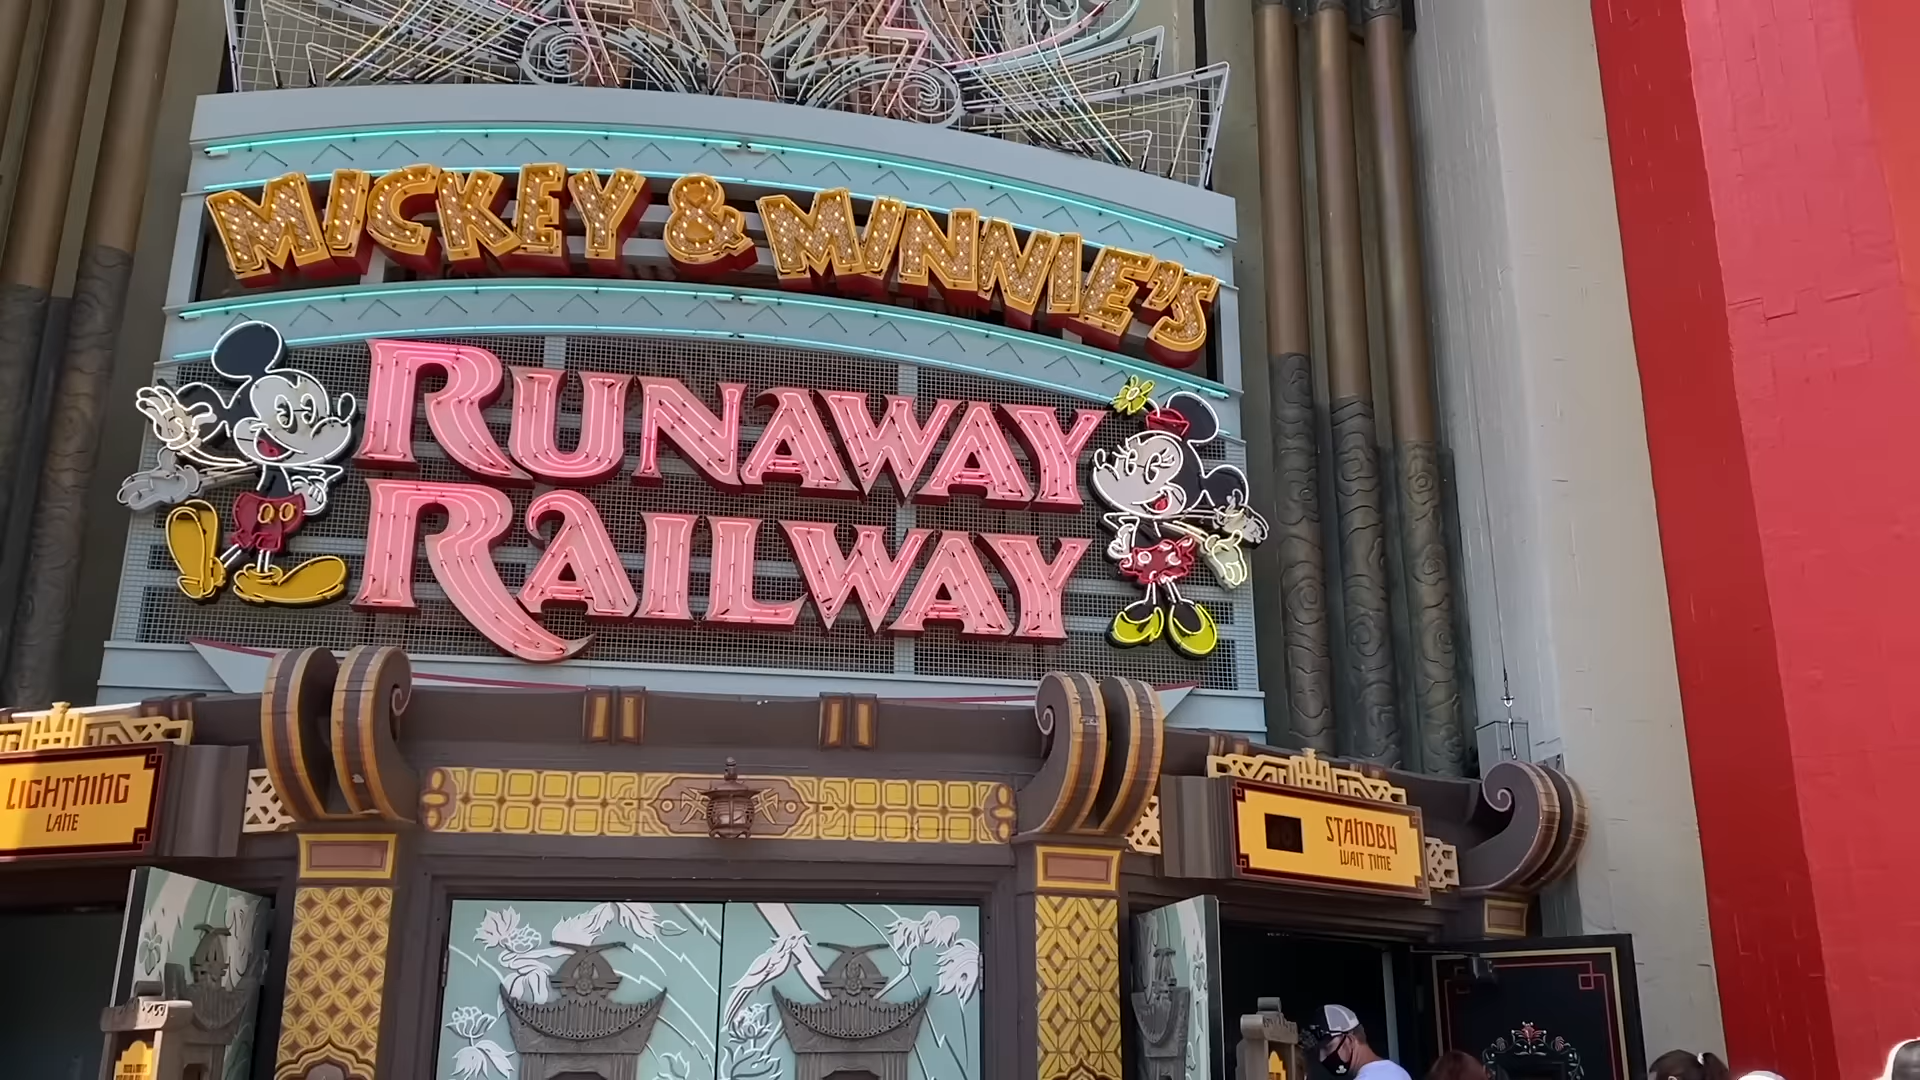 MICKEY & MINNIE'S
RUNAWAY
RAILWAY
LIGHTNING
LANE
STANDBY
WAIT TIME